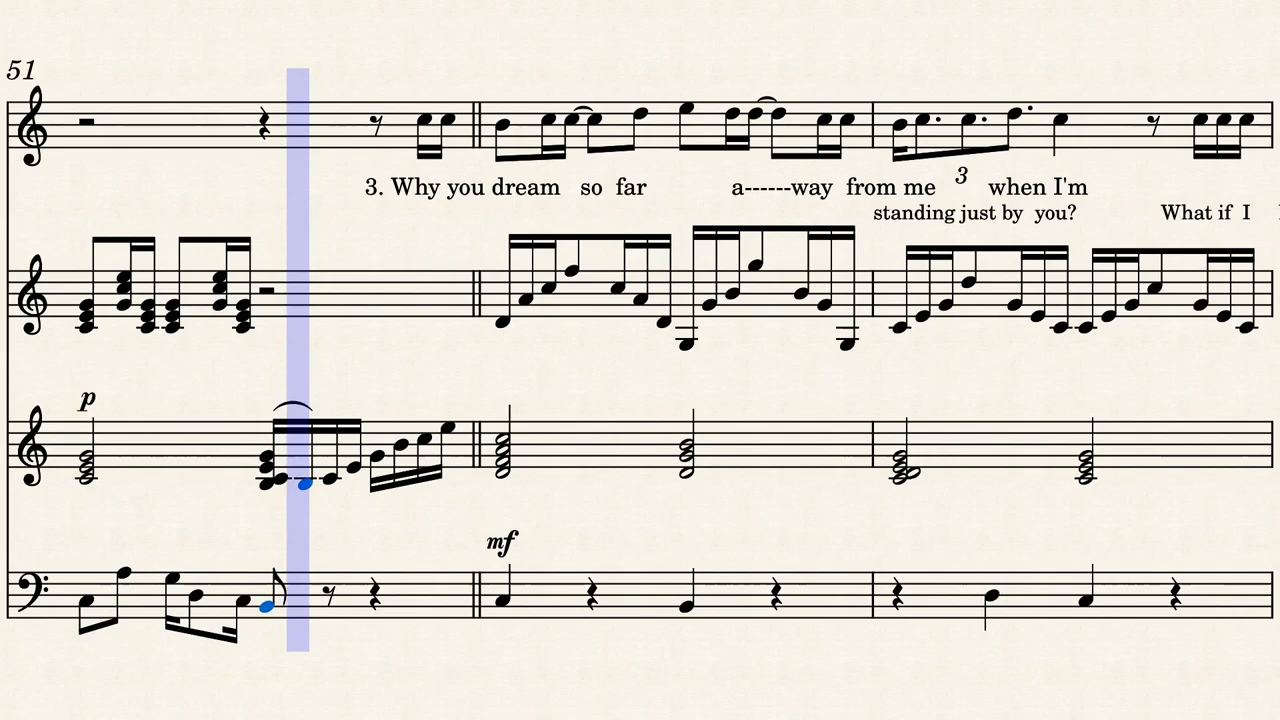 51
3. Why you dream so far a------way from me 3 when I'm
standing just by you? What if I
p
mf